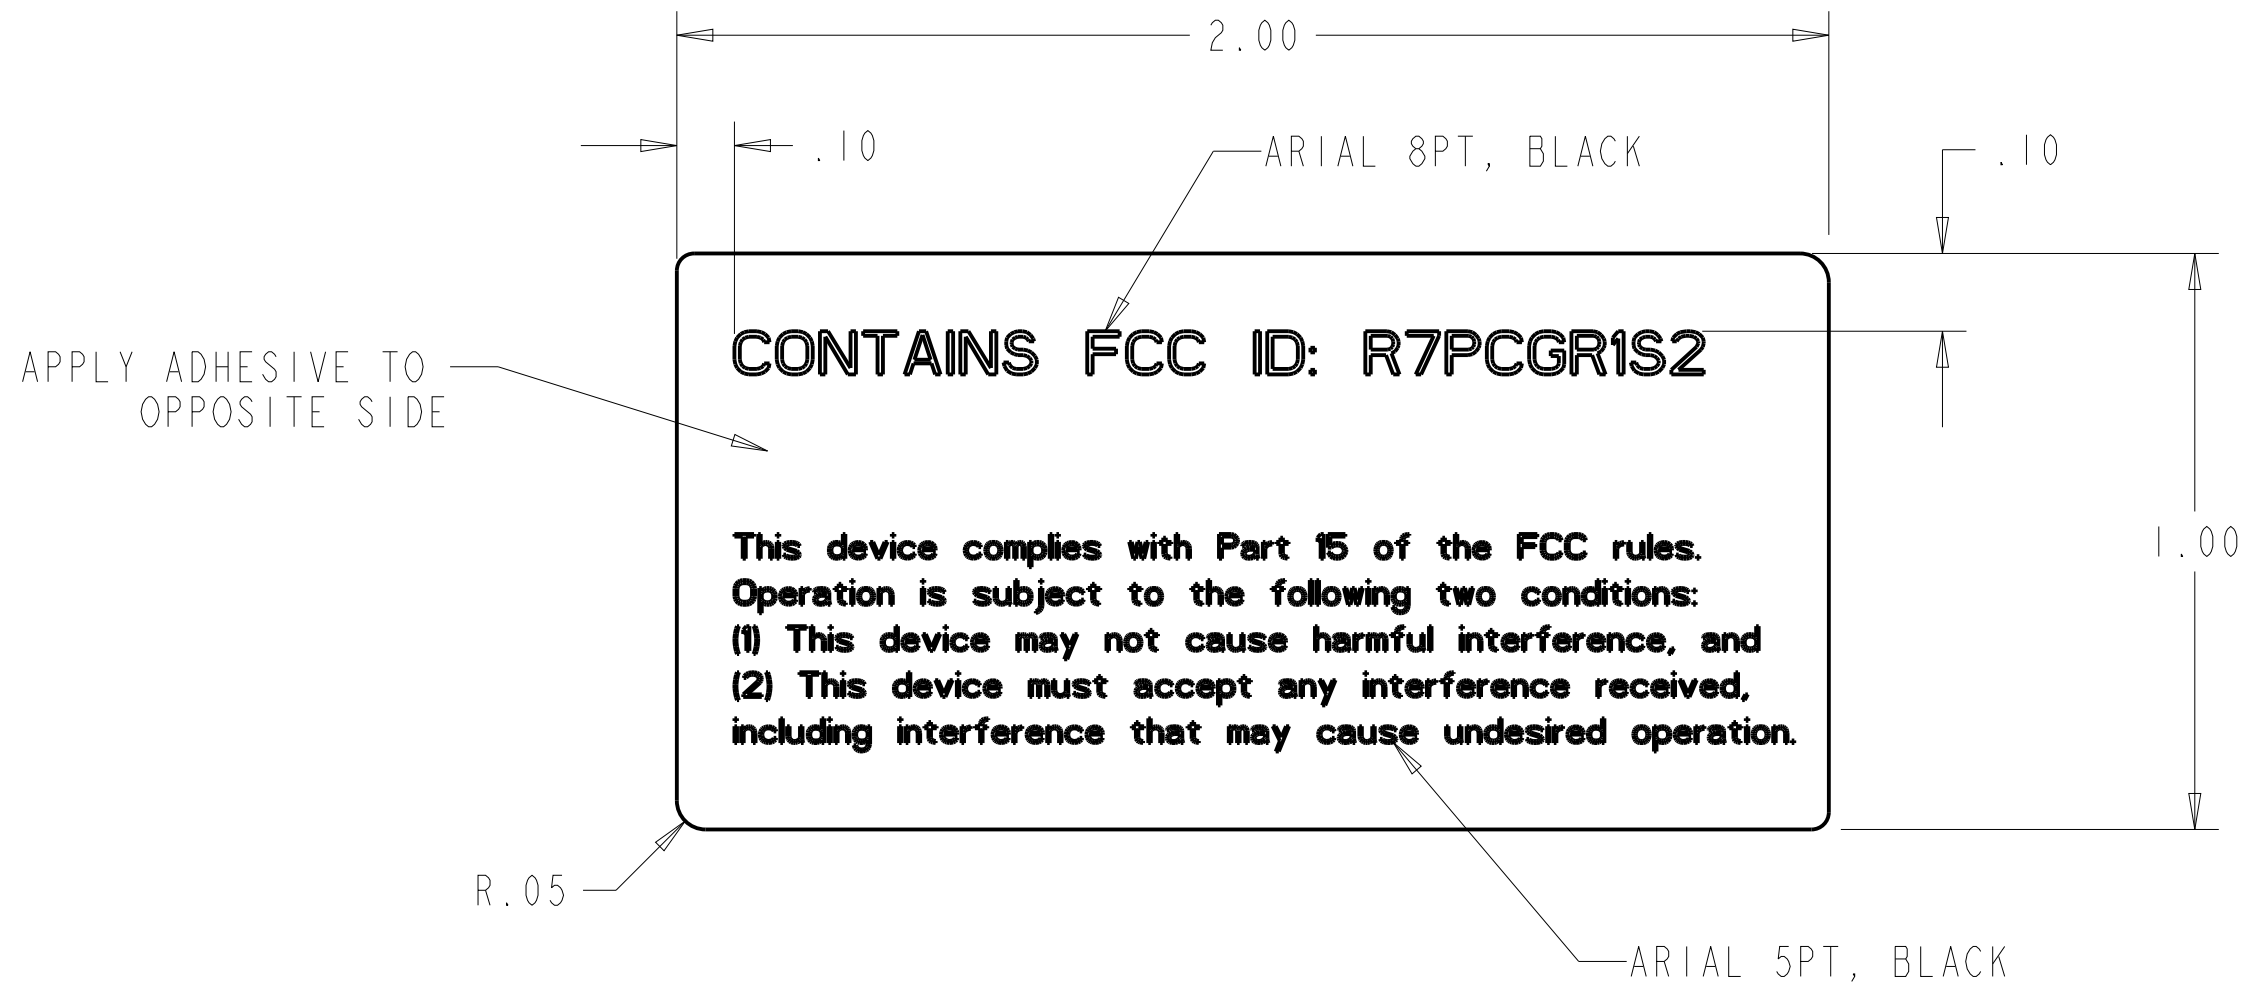 2.00
.10
ARIAL 8PT, BLACK
.10
CONTAINS FCC ID: R7PCGR1S2
APPLY ADHESIVE TO
OPPOSITE SIDE
This device complies with Part 15 of the FCC rules.
Operation is subject to the following two conditions:
(1) This device may not cause harmful interference, and
(2) This device must accept any interference received,
including interference that may cause undesired operation.
1.00
R.05
ARIAL 5PT, BLACK